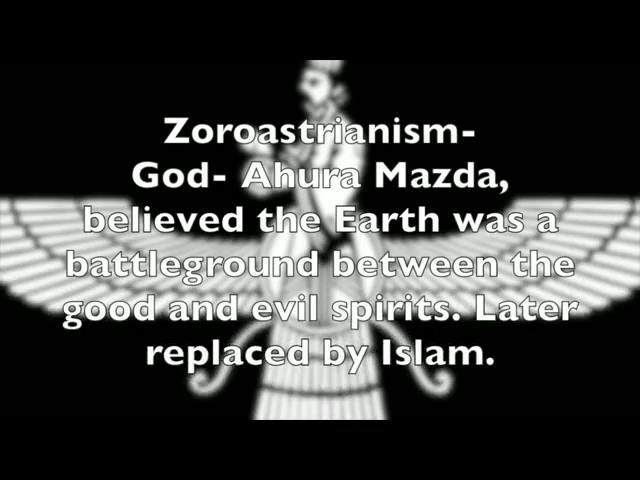 Zoroastrianism-
God- Ahura Mazda,
believed the Earth was a
battleground between the
good and evil spirits. Later
replaced by Islam.